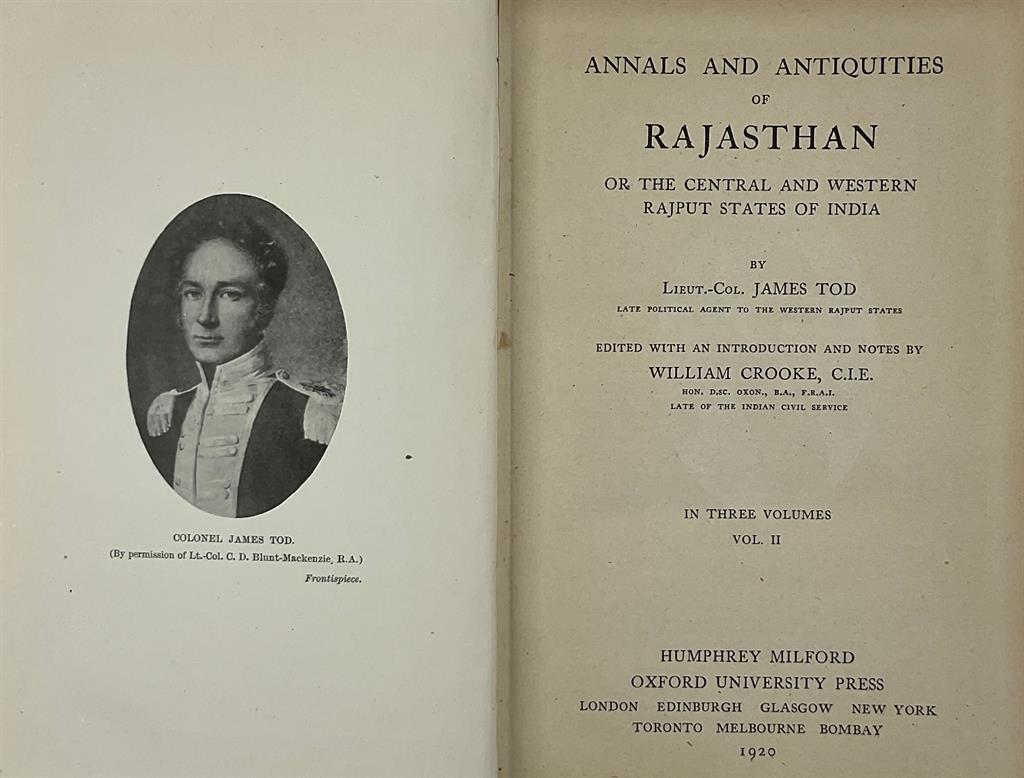 COLONEL JAMES TOD.
(By permission of Lt.-Col. C. D. Blunt-Mackenzie, R.A.)
Frontispiece.
ANNALS AND ANTIQUITIES
OF
RAJASTHAN
OR THE CENTRAL AND WESTERN
RAJPUT STATES OF INDIA
BY
LIEUT.-COL. JAMES TOD
LATE POLITICAL AGENT TO THE WESTERN RAJPUT STATES
EDITED WITH AN INTRODUCTION AND NOTES BY
WILLIAM CROOKE, C.I.E.
HON. D.SC. OXON., B.A., F.R.A.I.
LATE OF THE INDIAN CIVIL SERVICE
IN THREE VOLUMES
VOL. II
HUMPHREY MILFORD
OXFORD UNIVERSITY PRESS
LONDON EDINBURGH GLASGOW NEW YORK
TORONTO MELBOURNE BOMBAY
1920